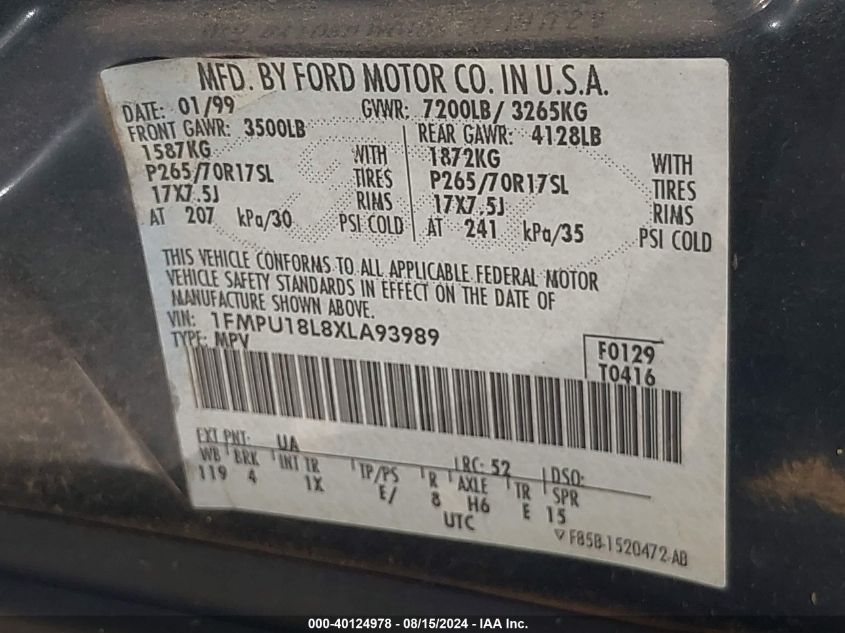 MFD. BY FORD MOTOR CO. IN U.S.A.
DATE: 01/99 GVWR: 7200LB/ 3265KG
FRONT GAWR: 3500LB REAR GAWR: 4128LB
1587KG WITH 1872KG WITH
P265/70R17SL TIRES P265/70R17SL TIRES
17X7.5J RIMS 17X7.5J RIMS
AT 207 kPa/30 PSI COLD AT 241 kPa/35 PSI COLD
THIS VEHICLE CONFORMS TO ALL APPLICABLE FEDERAL MOTOR
VEHICLE SAFETY STANDARDS IN EFFECT ON THE DATE OF
MANUFACTURE SHOWN ABOVE.
VIN: 1FMPU18L8XLA93989
TYPE: MPV
F0129
T0416
EXT PNT: UA RC: 52 DSO:
WB BRK INT TR TP/PS R AXLE TR SPR
119 4 1X E/ 8 H6 E 15
UTC
F85B-1520472-AB
000-40124978 - 08/15/2024 - IAA Inc.